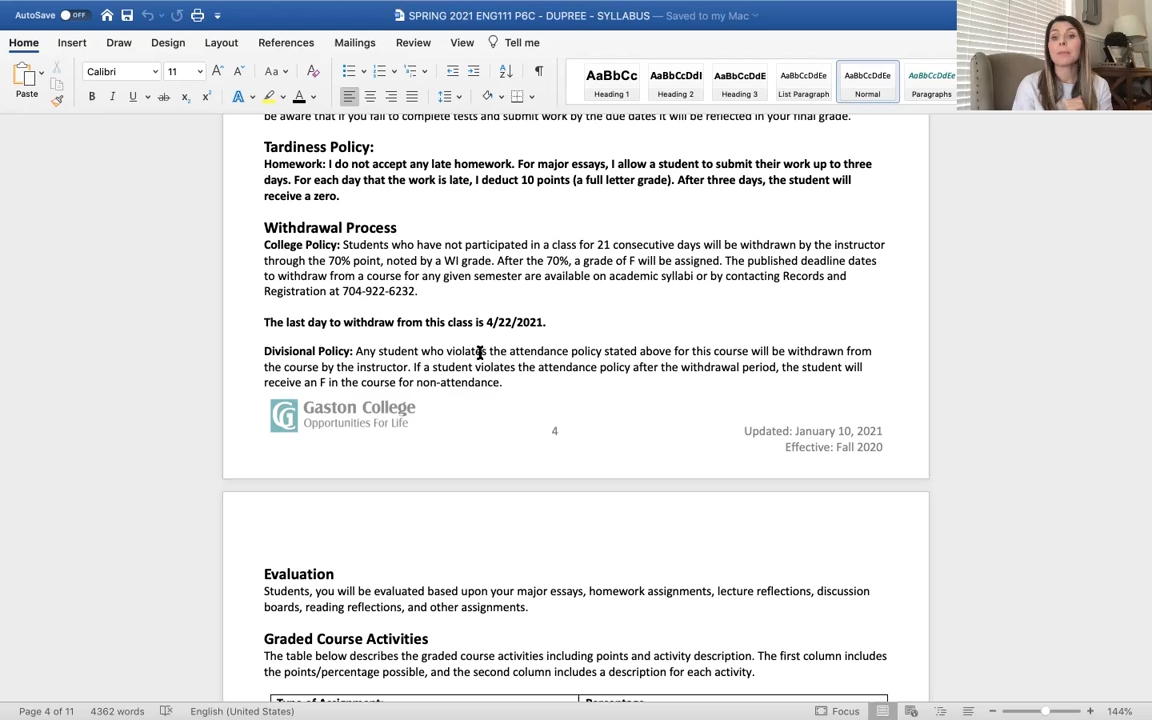 AutoSave OFF
SPRING 2021 ENG111 P6C - DUPREE - SYLLABUS — Saved to my Mac
Home Insert Draw Design Layout References Mailings Review View Tell me
Paste
Calibri 11
Aa
B I U ab x₂ x²
A A
AaBbCc AaBbCcDdI AaBbCcDdE AaBbCcDdEe AaBbCcDdEe AaBbCcDdEe
Heading 1 Heading 2 Heading 3 List Paragraph Normal Paragraphs
be aware that if you fail to complete tests and submit work by the due dates it will be reflected in your final grade.
Tardiness Policy:
Homework: I do not accept any late homework. For major essays, I allow a student to submit their work up to three
days. For each day that the work is late, I deduct 10 points (a full letter grade). After three days, the student will
receive a zero.
Withdrawal Process
College Policy: Students who have not participated in a class for 21 consecutive days will be withdrawn by the instructor
through the 70% point, noted by a WI grade. After the 70%, a grade of F will be assigned. The published deadline dates
to withdraw from a course for any given semester are available on academic syllabi or by contacting Records and
Registration at 704-922-6232.
The last day to withdraw from this class is 4/22/2021.
Divisional Policy: Any student who violates the attendance policy stated above for this course will be withdrawn from
the course by the instructor. If a student violates the attendance policy after the withdrawal period, the student will
receive an F in the course for non-attendance.
Gaston College
Opportunities For Life
4
Updated: January 10, 2021
Effective: Fall 2020
Evaluation
Students, you will be evaluated based upon your major essays, homework assignments, lecture reflections, discussion
boards, reading reflections, and other assignments.
Graded Course Activities
The table below describes the graded course activities including points and activity description. The first column includes
the points/percentage possible, and the second column includes a description for each activity.
Type of Assignment: Percentage
Page 4 of 11 4362 words English (United States) Focus 144%